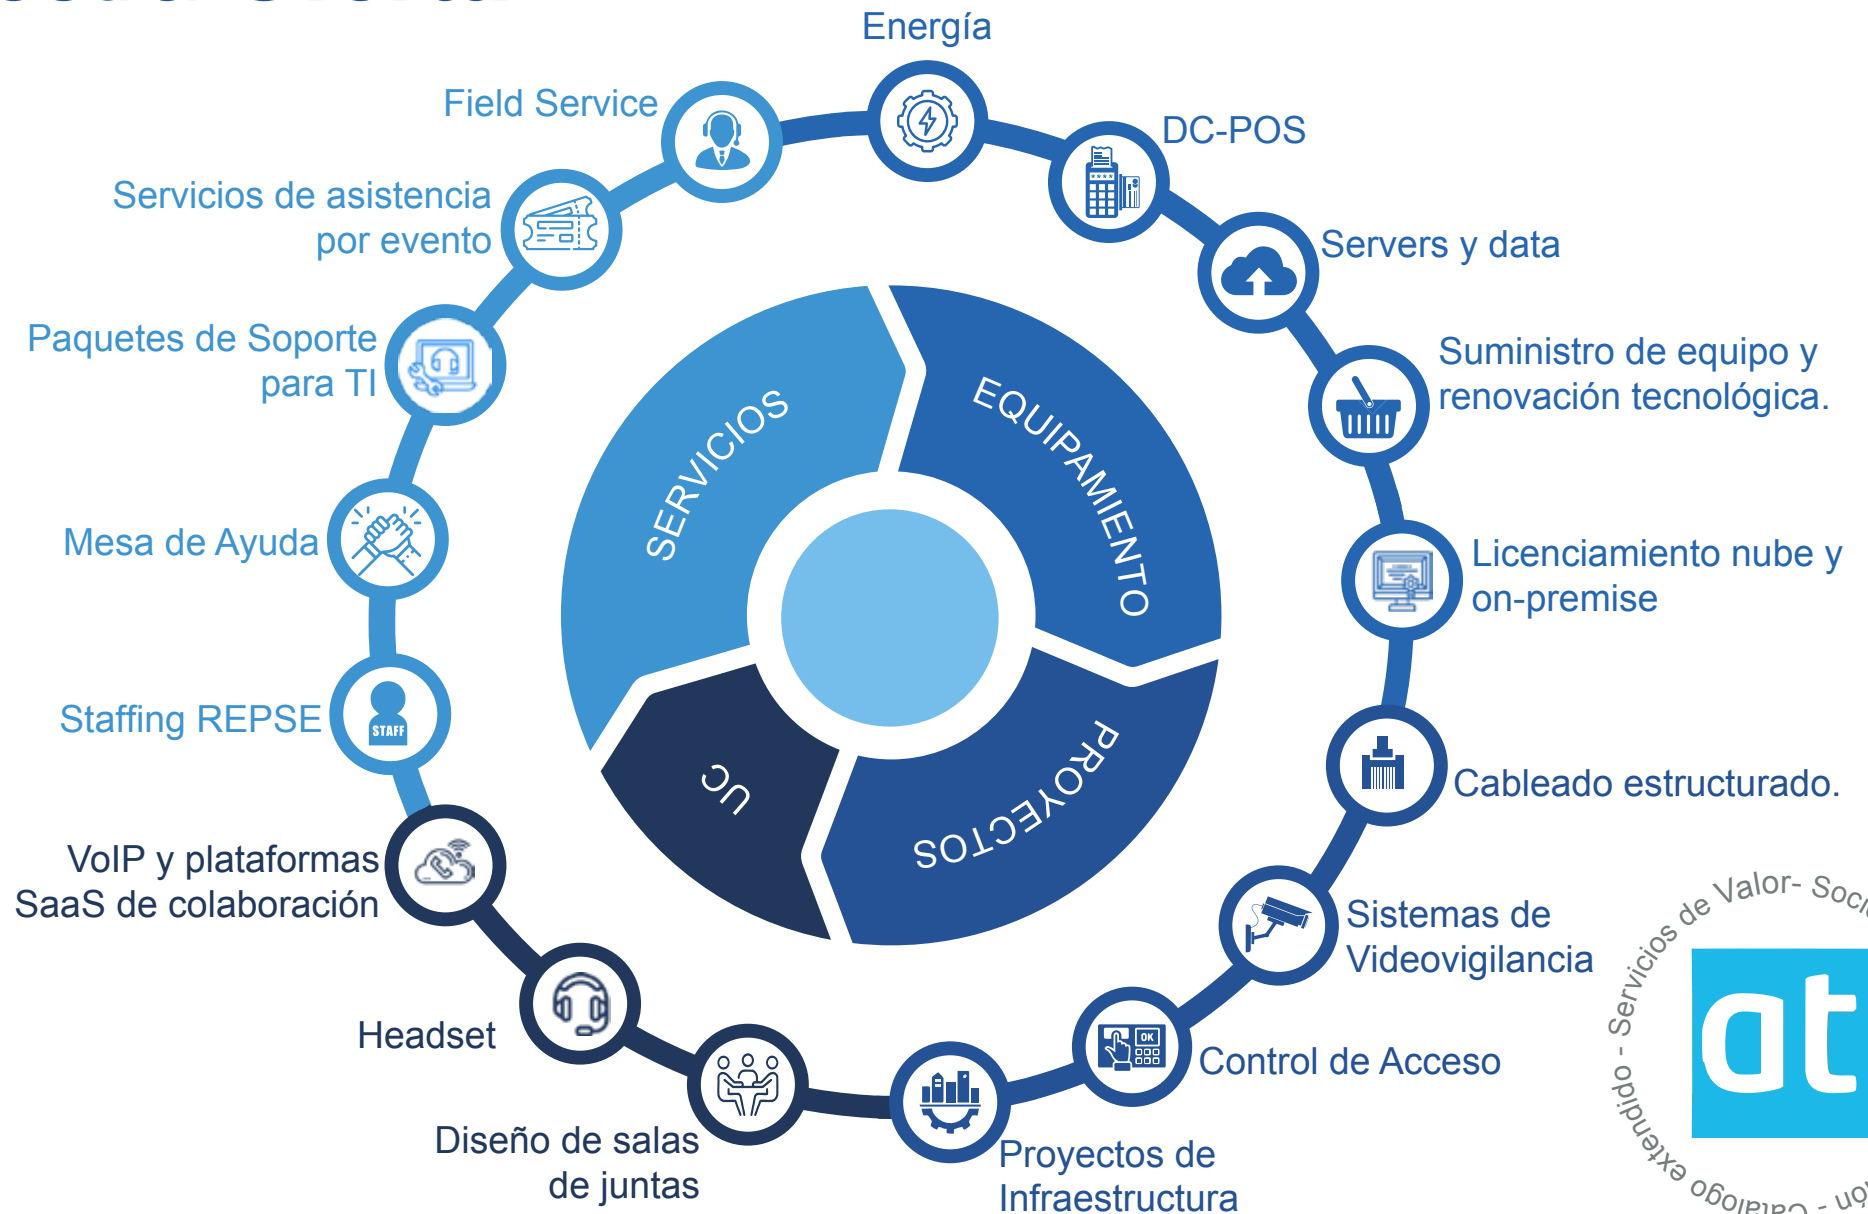 Energía
Field Service
DC-POS
Servicios de asistencia
por evento
Servers y data
Paquetes de Soporte
para TI
Suministro de equipo y
renovación tecnológica.
SERVICIOS
EQUIPAMIENTO
Mesa de Ayuda
Licenciamiento nube y
on-premise
Staffing REPSE
STAFF
UC
PROYECTOS
Cableado estructurado.
VoIP y plataformas
SaaS de colaboración
Sistemas de
Videovigilancia
Headset
OK
Control de Acceso
Diseño de salas
de juntas
Proyectos de
Infraestructura
Catálogo extendido - Servicios de Valor-
at